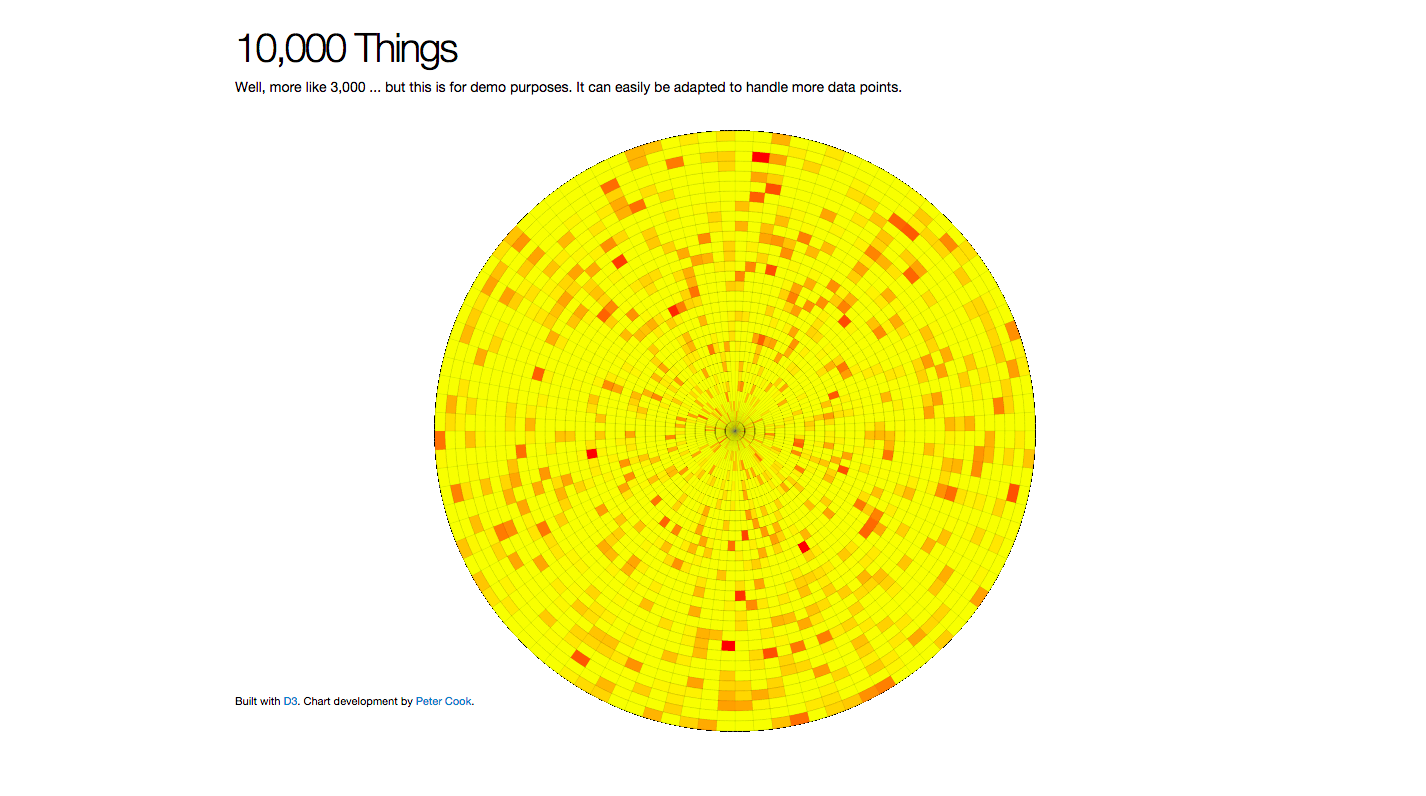 10,000 Things
Well, more like 3,000 ... but this is for demo purposes. It can easily be adapted to handle more data points.
Built with D3. Chart development by Peter Cook.